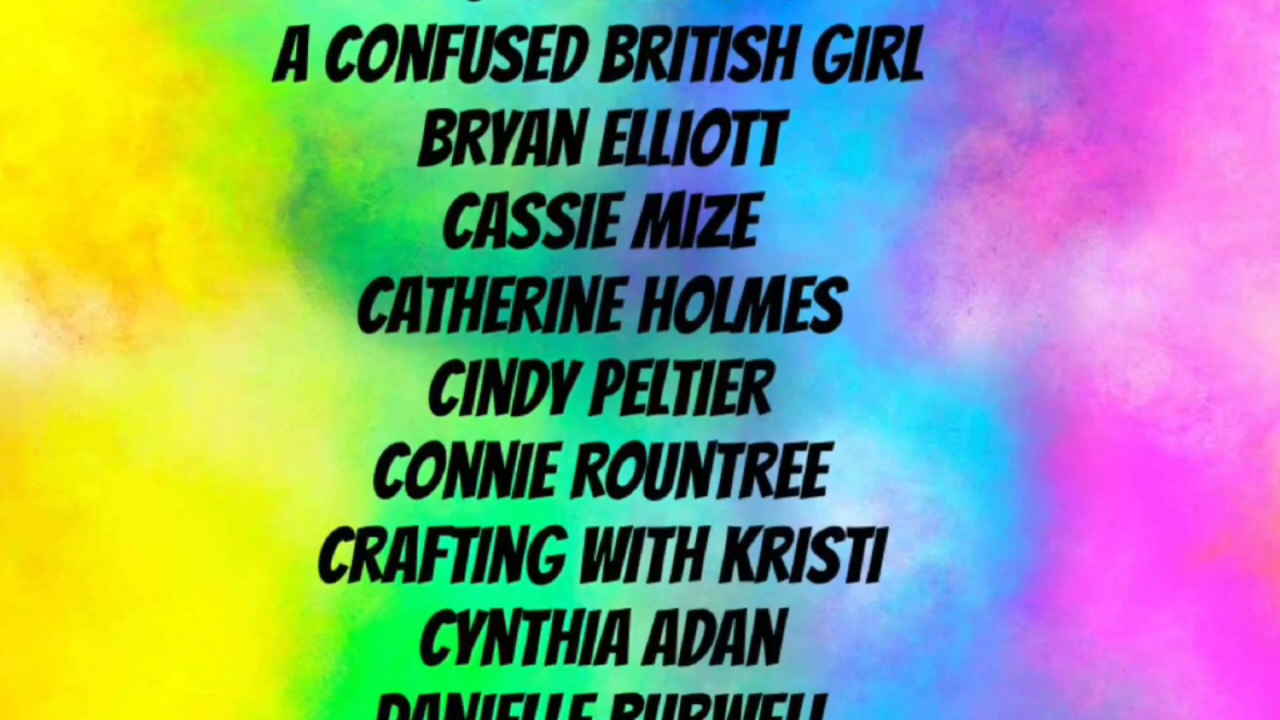 A CONFUSED BRITISH GIRL
BRYAN ELLIOTT
CASSIE MIZE
CATHERINE HOLMES
CINDY PELTIER
CONNIE ROUNTREE
CRAFTING WITH KRISTI
CYNTHIA ADAN
DANIELLE BURWELL